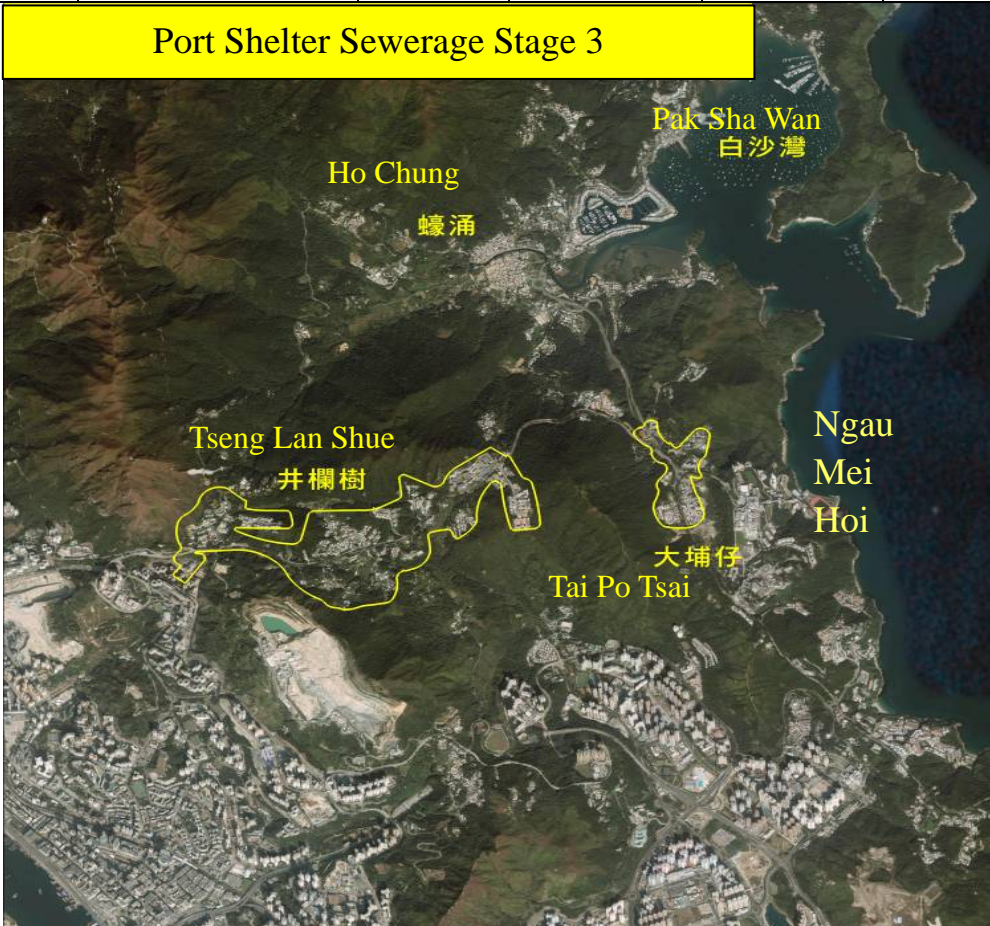 Port Shelter Sewerage Stage 3
Pak Sha Wan
白沙灣
Ho Chung
蠔涌
Tseng Lan Shue
井欄樹
Ngau
Mei
Hoi
大埔仔
Tai Po Tsai